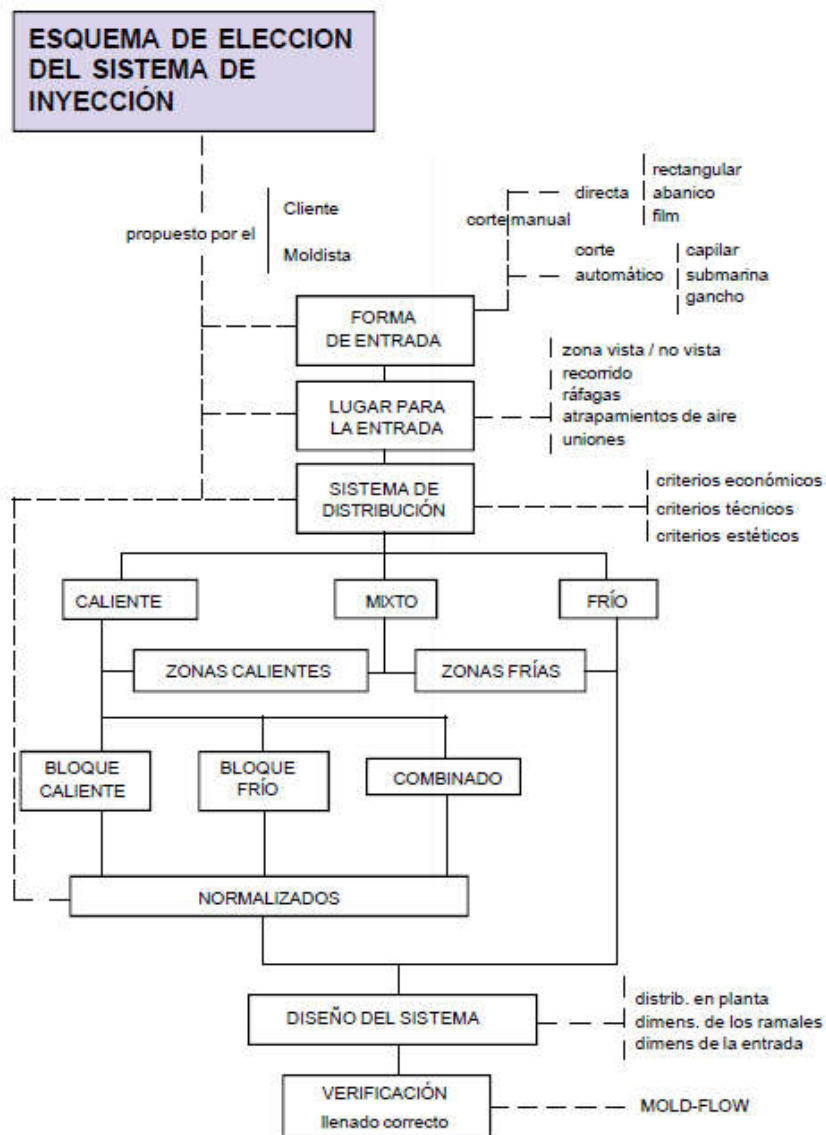 ESQUEMA DE ELECCION
DEL SISTEMA DE
INYECCIÓN
propuesto por el
Cliente
Moldista
corte manual
directa
rectangular
abanico
film
corte
automático
capilar
submarina
gancho
FORMA
DE ENTRADA
LUGAR PARA
LA ENTRADA
zona vista / no vista
recorrido
ráfagas
atrapamientos de aire
uniones
SISTEMA DE
DISTRIBUCIÓN
criterios económicos
criterios técnicos
criterios estéticos
CALIENTE
MIXTO
FRÍO
ZONAS CALIENTES
ZONAS FRÍAS
BLOQUE
CALIENTE
BLOQUE
FRÍO
COMBINADO
NORMALIZADOS
DISEÑO DEL SISTEMA
distrib. en planta
dimens. de los ramales
dimens de la entrada
VERIFICACIÓN
llenado correcto
MOLD-FLOW